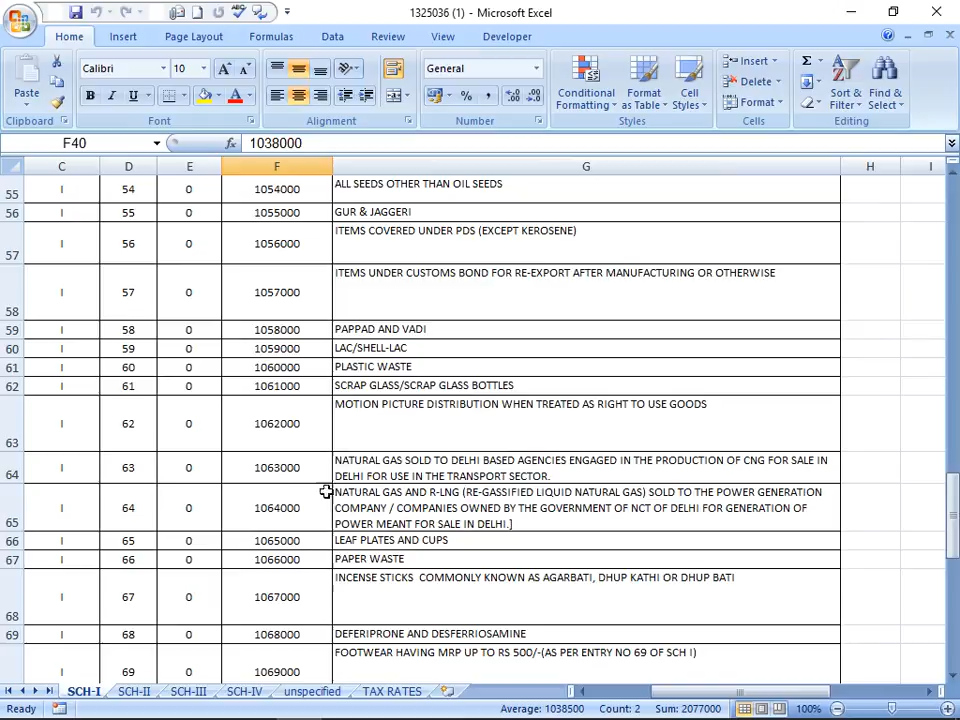 1325036 (1) - Microsoft Excel
Home Insert Page Layout Formulas Data Review View Developer
Paste
Calibri 10
General
B I U
A A
Conditional Formatting
Format as Table
Cell Styles
Insert
Delete
Format
Sort & Filter
Find & Select
Clipboard Font Alignment Number Styles Cells Editing
F40 fx 1038000
C D E F G H I
55 I 54 0 1054000 ALL SEEDS OTHER THAN OIL SEEDS
56 I 55 0 1055000 GUR & JAGGERI
57 I 56 0 1056000 ITEMS COVERED UNDER PDS (EXCEPT KEROSENE)
58 I 57 0 1057000 ITEMS UNDER CUSTOMS BOND FOR RE-EXPORT AFTER MANUFACTURING OR OTHERWISE
59 I 58 0 1058000 PAPPAD AND VADI
60 I 59 0 1059000 LAC/SHELL-LAC
61 I 60 0 1060000 PLASTIC WASTE
62 I 61 0 1061000 SCRAP GLASS/SCRAP GLASS BOTTLES
63 I 62 0 1062000 MOTION PICTURE DISTRIBUTION WHEN TREATED AS RIGHT TO USE GOODS
64 I 63 0 1063000 NATURAL GAS SOLD TO DELHI BASED AGENCIES ENGAGED IN THE PRODUCTION OF CNG FOR SALE IN
DELHI FOR USE IN THE TRANSPORT SECTOR.
65 I 64 0 1064000 NATURAL GAS AND R-LNG (RE-GASSIFIED LIQUID NATURAL GAS) SOLD TO THE POWER GENERATION
COMPANY / COMPANIES OWNED BY THE GOVERNMENT OF NCT OF DELHI FOR GENERATION OF
POWER MEANT FOR SALE IN DELHI.]
66 I 65 0 1065000 LEAF PLATES AND CUPS
67 I 66 0 1066000 PAPER WASTE
68 I 67 0 1067000 INCENSE STICKS  COMMONLY KNOWN AS AGARBATI, DHUP KATHI OR DHUP BATI
69 I 68 0 1068000 DEFERIPRONE AND DESFERRIOSAMINE
I 69 0 1069000 FOOTWEAR HAVING MRP UP TO RS 500/-(AS PER ENTRY NO 69 OF SCH I)
SCH-I SCH-II SCH-III SCH-IV unspecified TAX RATES
Ready Average: 1038500 Count: 2 Sum: 2077000 100%